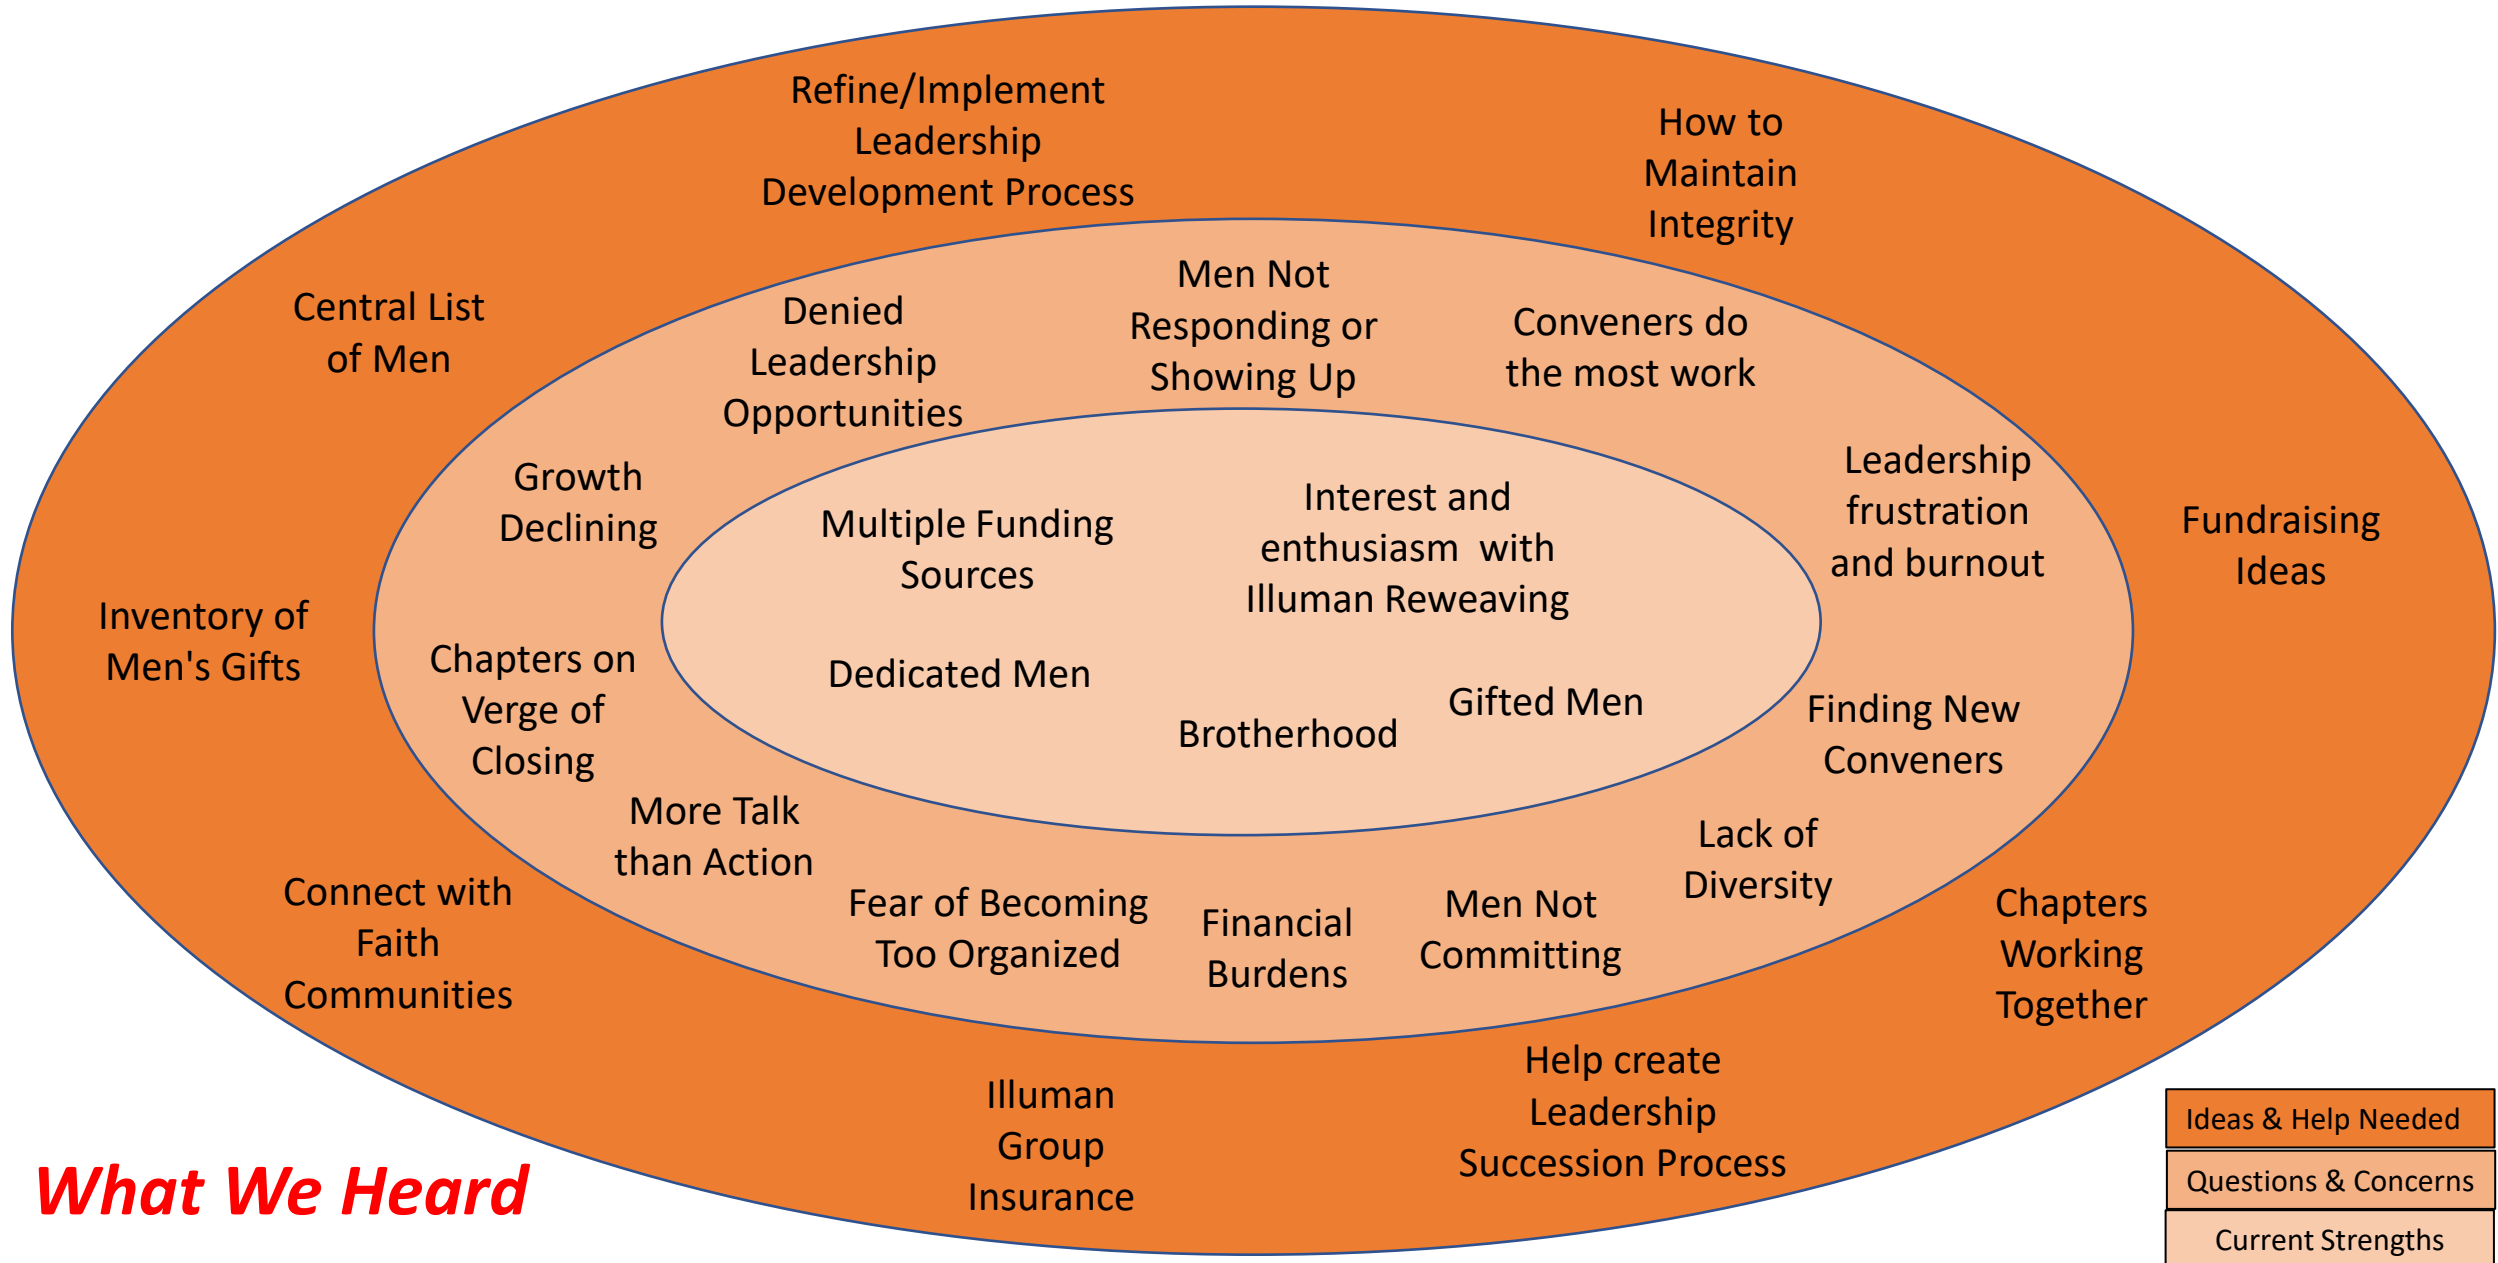 Refine/Implement
Leadership
Development Process
How to
Maintain
Integrity
Central List
of Men
Denied
Leadership
Opportunities
Men Not
Responding or
Showing Up
Conveners do
the most work
Growth
Declining
Multiple Funding
Sources
Interest and
enthusiasm  with
Illuman Reweaving
Leadership
frustration
and burnout
Fundraising
Ideas
Inventory of
Men's Gifts
Chapters on
Verge of
Closing
Dedicated Men
Brotherhood
Gifted Men
Finding New
Conveners
More Talk
than Action
Lack of
Diversity
Connect with
Faith
Communities
Fear of Becoming
Too Organized
Financial
Burdens
Men Not
Committing
Chapters
Working
Together
Illuman
Group
Insurance
Help create
Leadership
Succession Process
What We Heard
Ideas & Help Needed
Questions & Concerns
Current Strengths